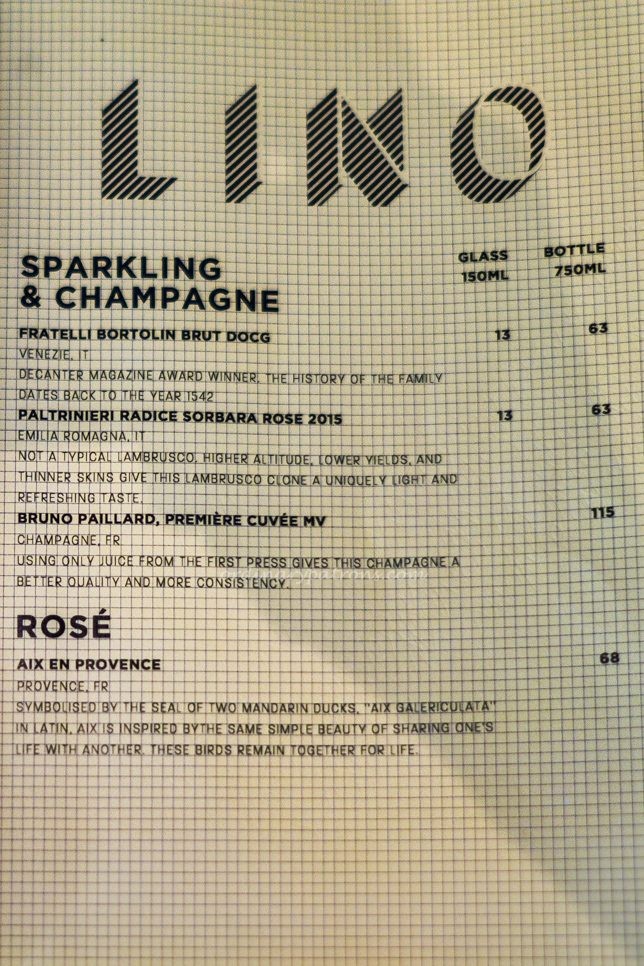 LINO
SPARKLING
& CHAMPAGNE
GLASS
150ML
BOTTLE
750ML
FRATELLI BORTOLIN BRUT DOCG 13 63
VENEZIE, IT
DECANTER MAGAZINE AWARD WINNER. THE HISTORY OF THE FAMILY
DATES BACK TO THE YEAR 1542
PALTRINIERI RADICE SORBARA ROSE 2015 13 63
EMILIA ROMAGNA, IT
NOT A TYPICAL LAMBRUSCO. HIGHER ALTITUDE, LOWER YIELDS, AND
THINNER SKINS GIVE THIS LAMBRUSCO CLONE A UNIQUELY LIGHT AND
REFRESHING TASTE.
BRUNO PAILLARD, PREMIÈRE CUVÉE MV 115
CHAMPAGNE, FR
USING ONLY JUICE FROM THE FIRST PRESS GIVES THIS CHAMPAGNE A
BETTER QUALITY AND MORE CONSISTENCY.
ROSÉ
AIX EN PROVENCE 68
PROVENCE, FR
SYMBOLISED BY THE SEAL OF TWO MANDARIN DUCKS, "AIX GALERICULATA"
IN LATIN, AIX IS INSPIRED BYTHE SAME SIMPLE BEAUTY OF SHARING ONE'S
LIFE WITH ANOTHER. THESE BIRDS REMAIN TOGETHER FOR LIFE.